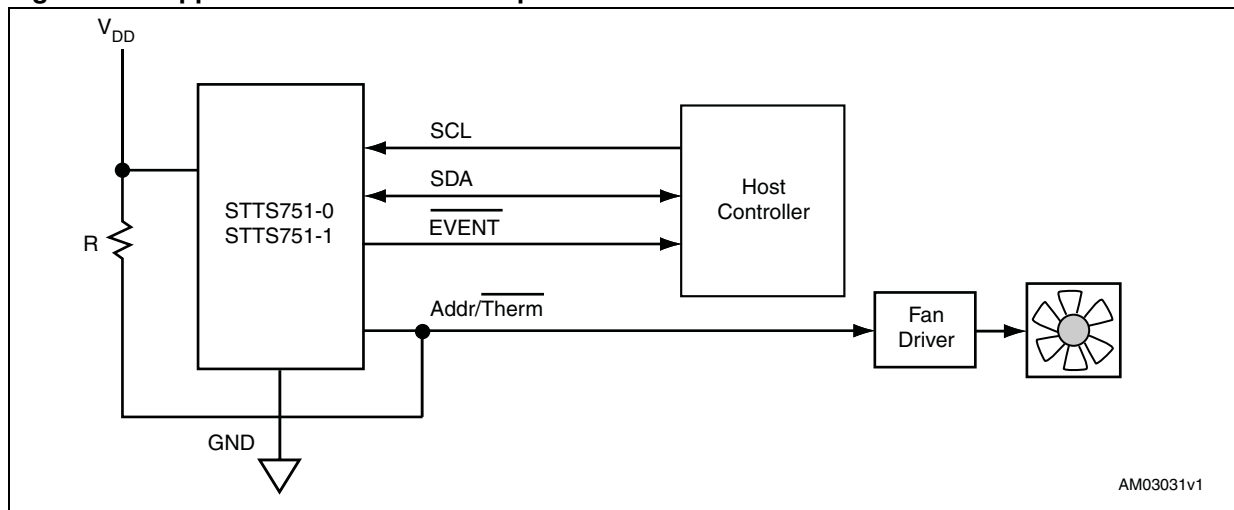 V_DD
SCL
SDA
EVENT
STTS751-0
STTS751-1
Host
Controller
R
Addr/Therm
Fan
Driver
GND
AM03031v1